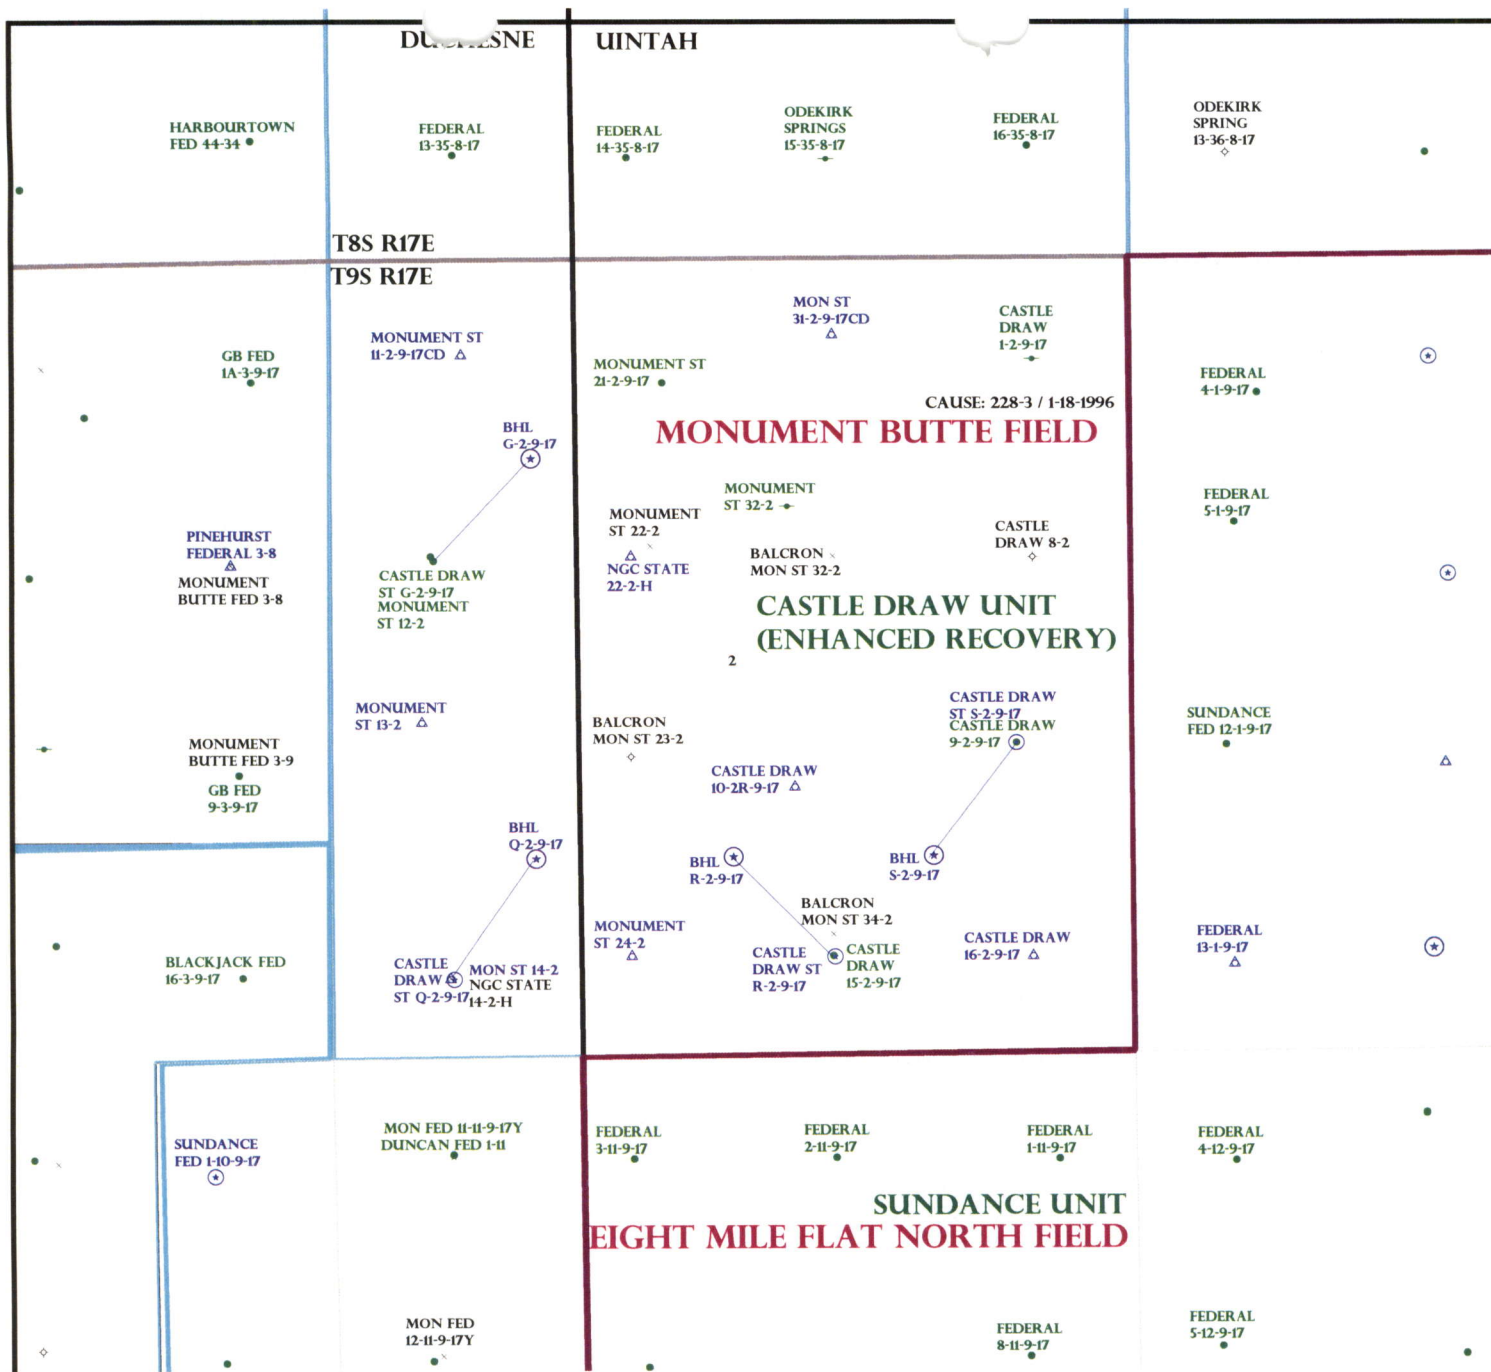 UINTAH
HARBOURTOWN
FED 44-34
FEDERAL
13-35-8-17
FEDERAL
14-35-8-17
ODEKIRK
SPRINGS
15-35-8-17
FEDERAL
16-35-8-17
ODEKIRK
SPRING
13-36-8-17
T8S R17E
T9S R17E
MONUMENT ST
11-2-9-17CD
MON ST
31-2-9-17CD
CASTLE
DRAW
1-2-9-17
GB FED
1A-3-9-17
MONUMENT ST
21-2-9-17
FEDERAL
4-1-9-17
CAUSE: 228-3 / 1-18-1996
MONUMENT BUTTE FIELD
BHL
G-2-9-17
MONUMENT
ST 32-2
FEDERAL
5-1-9-17
MONUMENT
ST 22-2
NGC STATE
22-2-H
BALCRON
MON ST 32-2
CASTLE
DRAW 8-2
PINEHURST
FEDERAL 3-8
MONUMENT
BUTTE FED 3-8
CASTLE DRAW
ST G-2-9-17
MONUMENT
ST 12-2
CASTLE DRAW UNIT
(ENHANCED RECOVERY)
2
MONUMENT
ST 13-2
BALCRON
MON ST 23-2
CASTLE DRAW
ST S-2-9-17
CASTLE DRAW
9-2-9-17
SUNDANCE
FED 12-1-9-17
MONUMENT
BUTTE FED 3-9
GB FED
9-3-9-17
CASTLE DRAW
10-2R-9-17
BHL
Q-2-9-17
BHL
R-2-9-17
BHL
S-2-9-17
BALCRON
MON ST 34-2
MONUMENT
ST 24-2
CASTLE DRAW
16-2-9-17
FEDERAL
13-1-9-17
BLACKJACK FED
16-3-9-17
CASTLE
DRAW
ST Q-2-9-17
MON ST 14-2
NGC STATE
14-2-H
CASTLE
DRAW ST
R-2-9-17
CASTLE
DRAW
15-2-9-17
SUNDANCE
FED 1-10-9-17
MON FED 11-11-9-17Y
DUNCAN FED 1-11
FEDERAL
3-11-9-17
FEDERAL
2-11-9-17
FEDERAL
1-11-9-17
FEDERAL
4-12-9-17
SUNDANCE UNIT
EIGHT MILE FLAT NORTH FIELD
MON FED
12-11-9-17Y
FEDERAL
8-11-9-17
FEDERAL
5-12-9-17